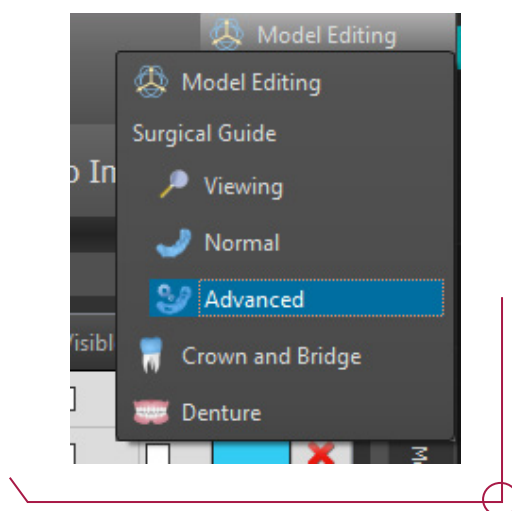 Model Editing
Model Editing
Surgical Guide
Viewing
Normal
Advanced
Crown and Bridge
Denture